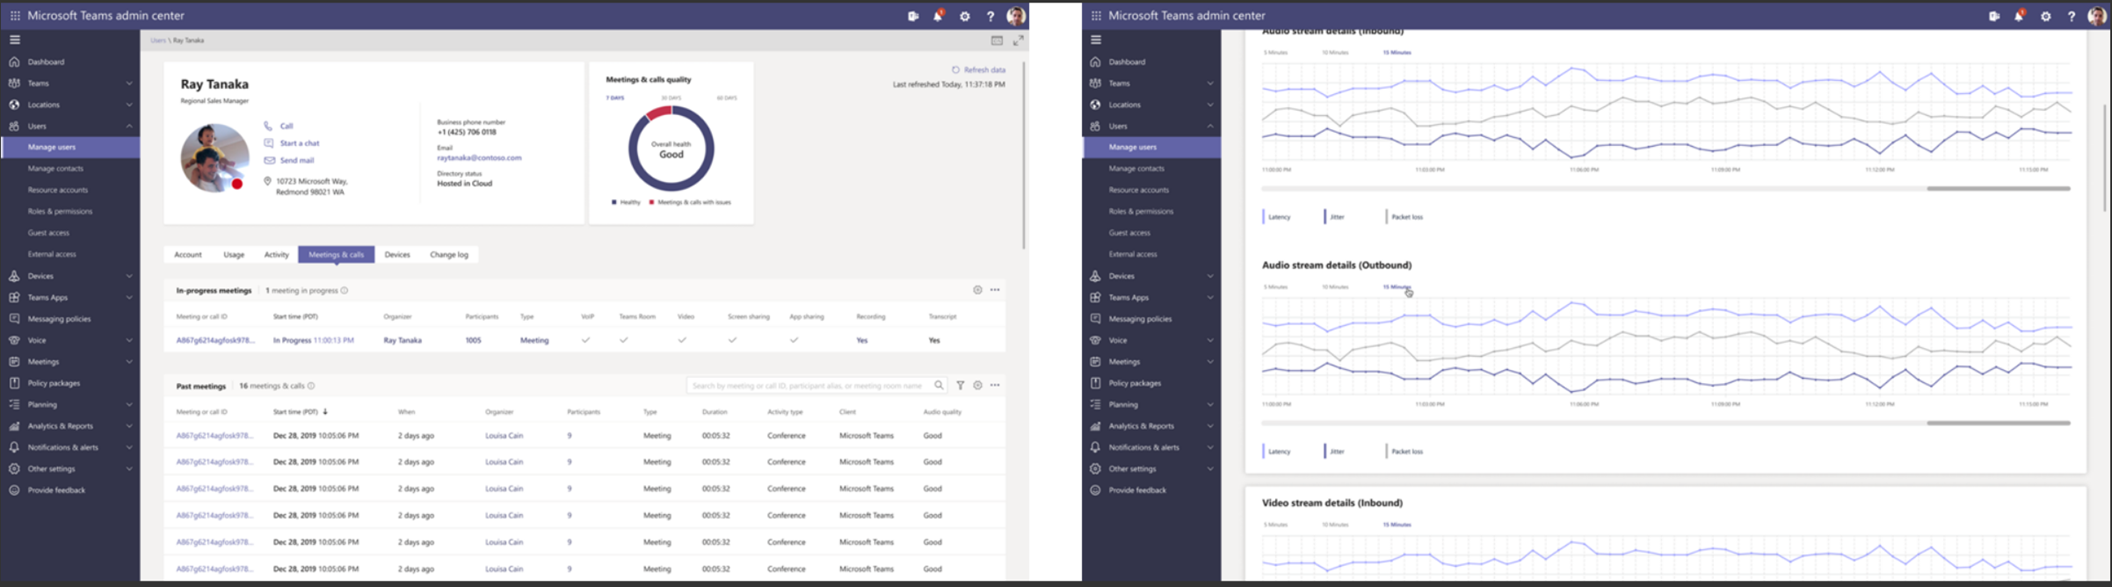 Microsoft Teams admin center
Dashboard
Teams
Locations
Users
Manage users
Manage contacts
Resource accounts
Roles & permissions
Guest access
External access
Devices
Teams Apps
Messaging policies
Voice
Meetings
Policy packages
Planning
Analytics & Reports
Notifications & alerts
Other settings
Provide feedback
Users \ Ray Tanaka
Ray Tanaka
Regional Sales Manager
Call
Start a chat
Send mail
10723 Microsoft Way,
Redmond 98021 WA
Business phone number
+1 (425) 706 0118
Email
raytanaka@contoso.com
Directory status
Hosted in Cloud
Meetings & calls quality
7 DAYS 30 DAYS 60 DAYS
Overall health
Good
Healthy Meetings & calls with issues
Refresh data
Last refreshed Today, 11:37:18 PM
Account Usage Activity Meetings & calls Devices Change log
In-progress meetings 1 meeting in progress
Meeting or call ID Start time (PDT) Organizer Participants Type VoIP Teams Room Video Screen sharing App sharing Recording Transcript
A867g6214agfosk978... In Progress 11:00:13 PM Ray Tanaka 1005 Meeting Yes Yes
Past meetings 16 meetings & calls
Search by meeting or call ID, participant alias, or meeting room name
Meeting or call ID Start time (PDT) When Organizer Participants Type Duration Activity type Client Audio quality
A867g6214agfosk978... Dec 28, 2019 10:05:06 PM 2 days ago Louisa Cain 9 Meeting 00:05:32 Conference Microsoft Teams Good
A867g6214agfosk978... Dec 28, 2019 10:05:06 PM 2 days ago Louisa Cain 9 Meeting 00:05:32 Conference Microsoft Teams Good
A867g6214agfosk978... Dec 28, 2019 10:05:06 PM 2 days ago Louisa Cain 9 Meeting 00:05:32 Conference Microsoft Teams Good
A867g6214agfosk978... Dec 28, 2019 10:05:06 PM 2 days ago Louisa Cain 9 Meeting 00:05:32 Conference Microsoft Teams Good
A867g6214agfosk978... Dec 28, 2019 10:05:06 PM 2 days ago Louisa Cain 9 Meeting 00:05:32 Conference Microsoft Teams Good
A867g6214agfosk978... Dec 28, 2019 10:05:06 PM 2 days ago Louisa Cain 9 Meeting 00:05:32 Conference Microsoft Teams Good
Microsoft Teams admin center
Dashboard
Teams
Locations
Users
Manage users
Manage contacts
Resource accounts
Roles & permissions
Guest access
External access
Devices
Teams Apps
Messaging policies
Voice
Meetings
Policy packages
Planning
Analytics & Reports
Notifications & alerts
Other settings
Provide feedback
Audio stream details (Inbound)
5 Minutes 10 Minutes 15 Minutes
11:00:00 PM 11:03:00 PM 11:06:00 PM 11:09:00 PM 11:12:00 PM 11:15:00 PM
Latency Jitter Packet loss
Audio stream details (Outbound)
5 Minutes 10 Minutes 15 Minutes
11:00:00 PM 11:03:00 PM 11:06:00 PM 11:09:00 PM 11:12:00 PM 11:15:00 PM
Latency Jitter Packet loss
Video stream details (Inbound)
5 Minutes 10 Minutes 15 Minutes